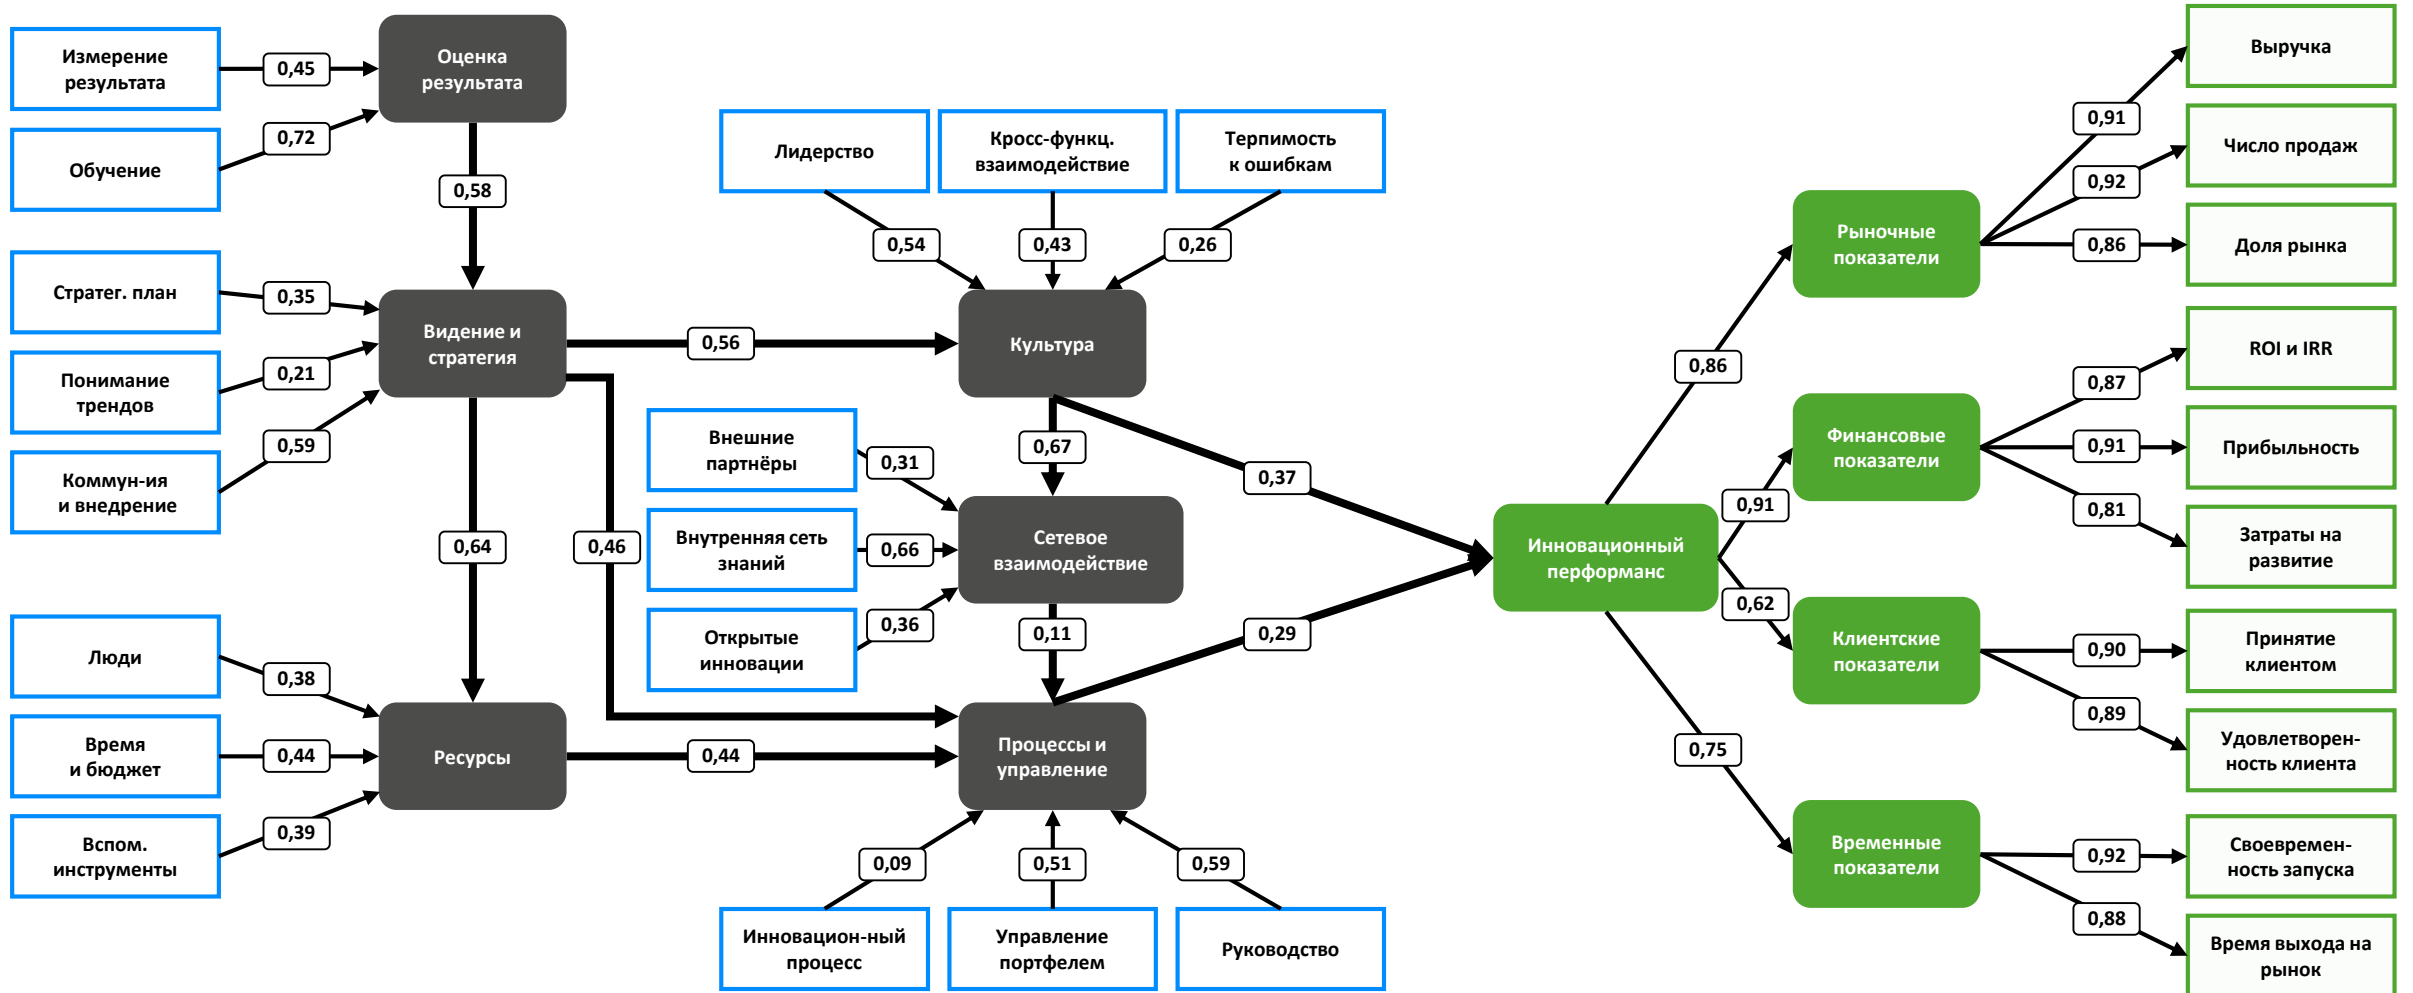 Измерение
результата
0,45
Оценка
результата
Обучение
0,72
0,58
Стратег. план
0,35
Понимание
трендов
0,21
Коммун-ия
и внедрение
0,59
Видение и
стратегия
0,56
0,64
0,46
Люди
0,38
Время
и бюджет
0,44
Вспом.
инструменты
0,39
Ресурсы
0,44
Лидерство
Кросс-функц.
взаимодействие
Терпимость
к ошибкам
0,54
0,43
0,26
Культура
0,67
0,37
Внешние
партнёры
0,31
Внутренняя сеть
знаний
0,66
Открытые
инновации
0,36
Сетевое
взаимодействие
0,11
0,29
Процессы и
управление
0,09
0,51
0,59
Инновацион-ный
процесс
Управление
портфелем
Руководство
Инновационный
перформанс
0,86
0,91
0,62
0,75
Рыночные
показатели
0,91
0,92
0,86
Выручка
Число продаж
Доля рынка
Финансовые
показатели
0,87
0,91
0,81
ROI и IRR
Прибыльность
Затраты на
развитие
Клиентские
показатели
0,90
0,89
Принятие
клиентом
Удовлетворен-
ность клиента
Временные
показатели
0,92
0,88
Своевремен-
ность запуска
Время выхода на
рынок